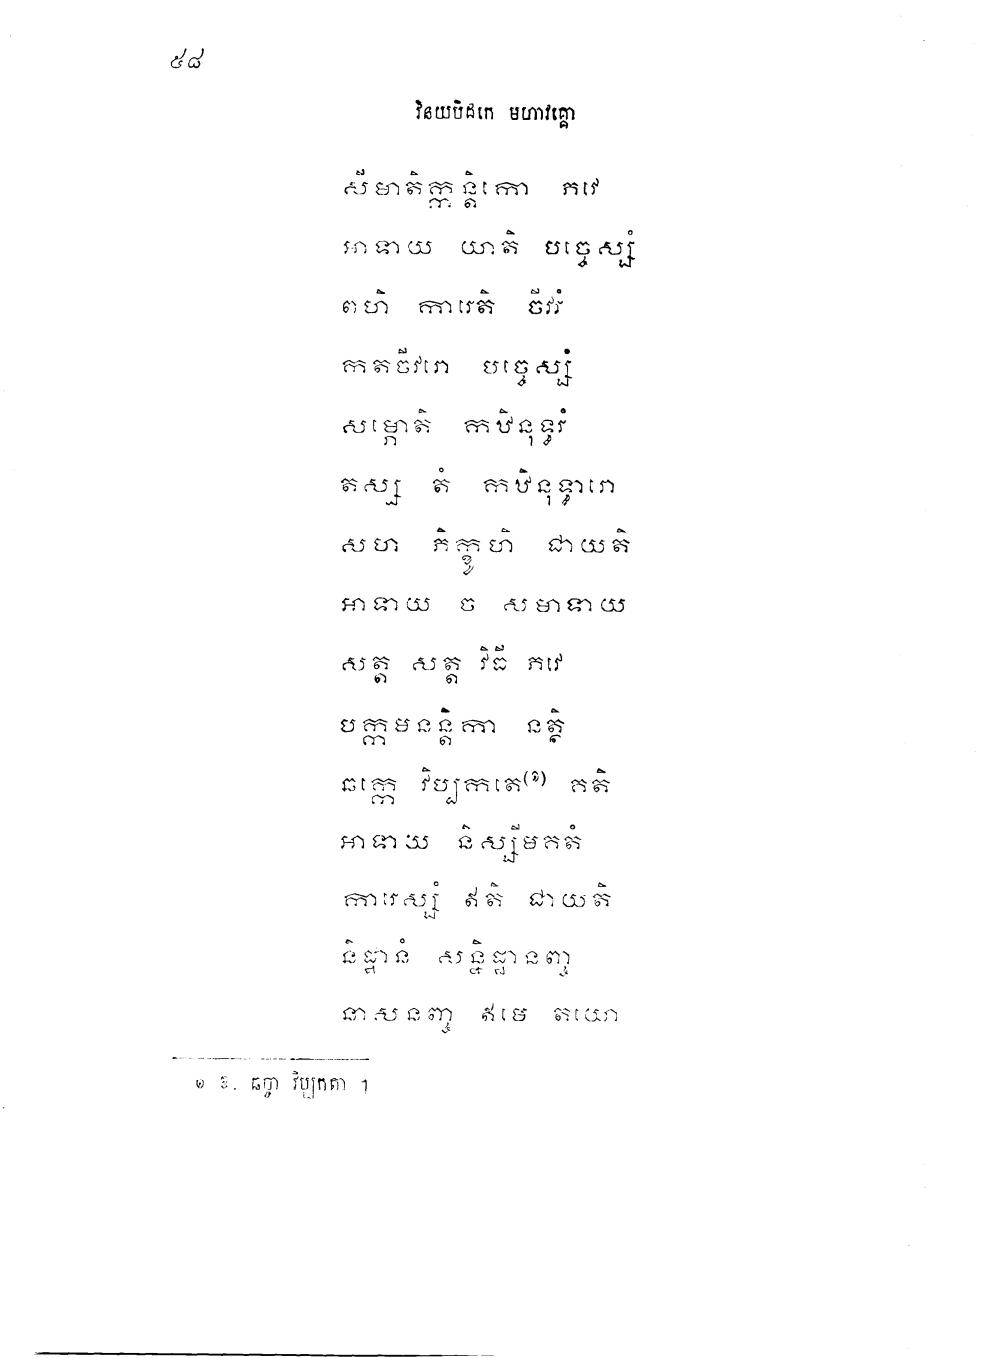 ៥៨
វិនយបិដកេ មហាវគ្គោ
សីមាតិក្កន្តិកោ ភវេ
អាទាយ យាតិ បច្ចេស្សំ
ពហិ ការេតិ ចីវរំ
កតចីវរោ បច្ចេស្សំ
សម្ភោតិ កឋិនុទ្ធរំ
តស្ស តំ កឋិនុទ្ធារោ
សហ ភិក្ខូហិ ជាយតិ
អាទាយ ច សមាទាយ
សត្ត សត្ត វិធី ភវេ
បក្កមនន្តិកា នត្ថិ
ឆក្កេ វិប្បកតេ(១) គតិ
អាទាយ និស្សីមគតំ
ការេស្សំ ឥតិ ជាយតិ
និដ្ឋានំ សន្និដ្ឋានញ្ច
នាសនញ្ច ឥមេ តយោ
១ ឱ. ឆក្ចា វិប្បកតា ។